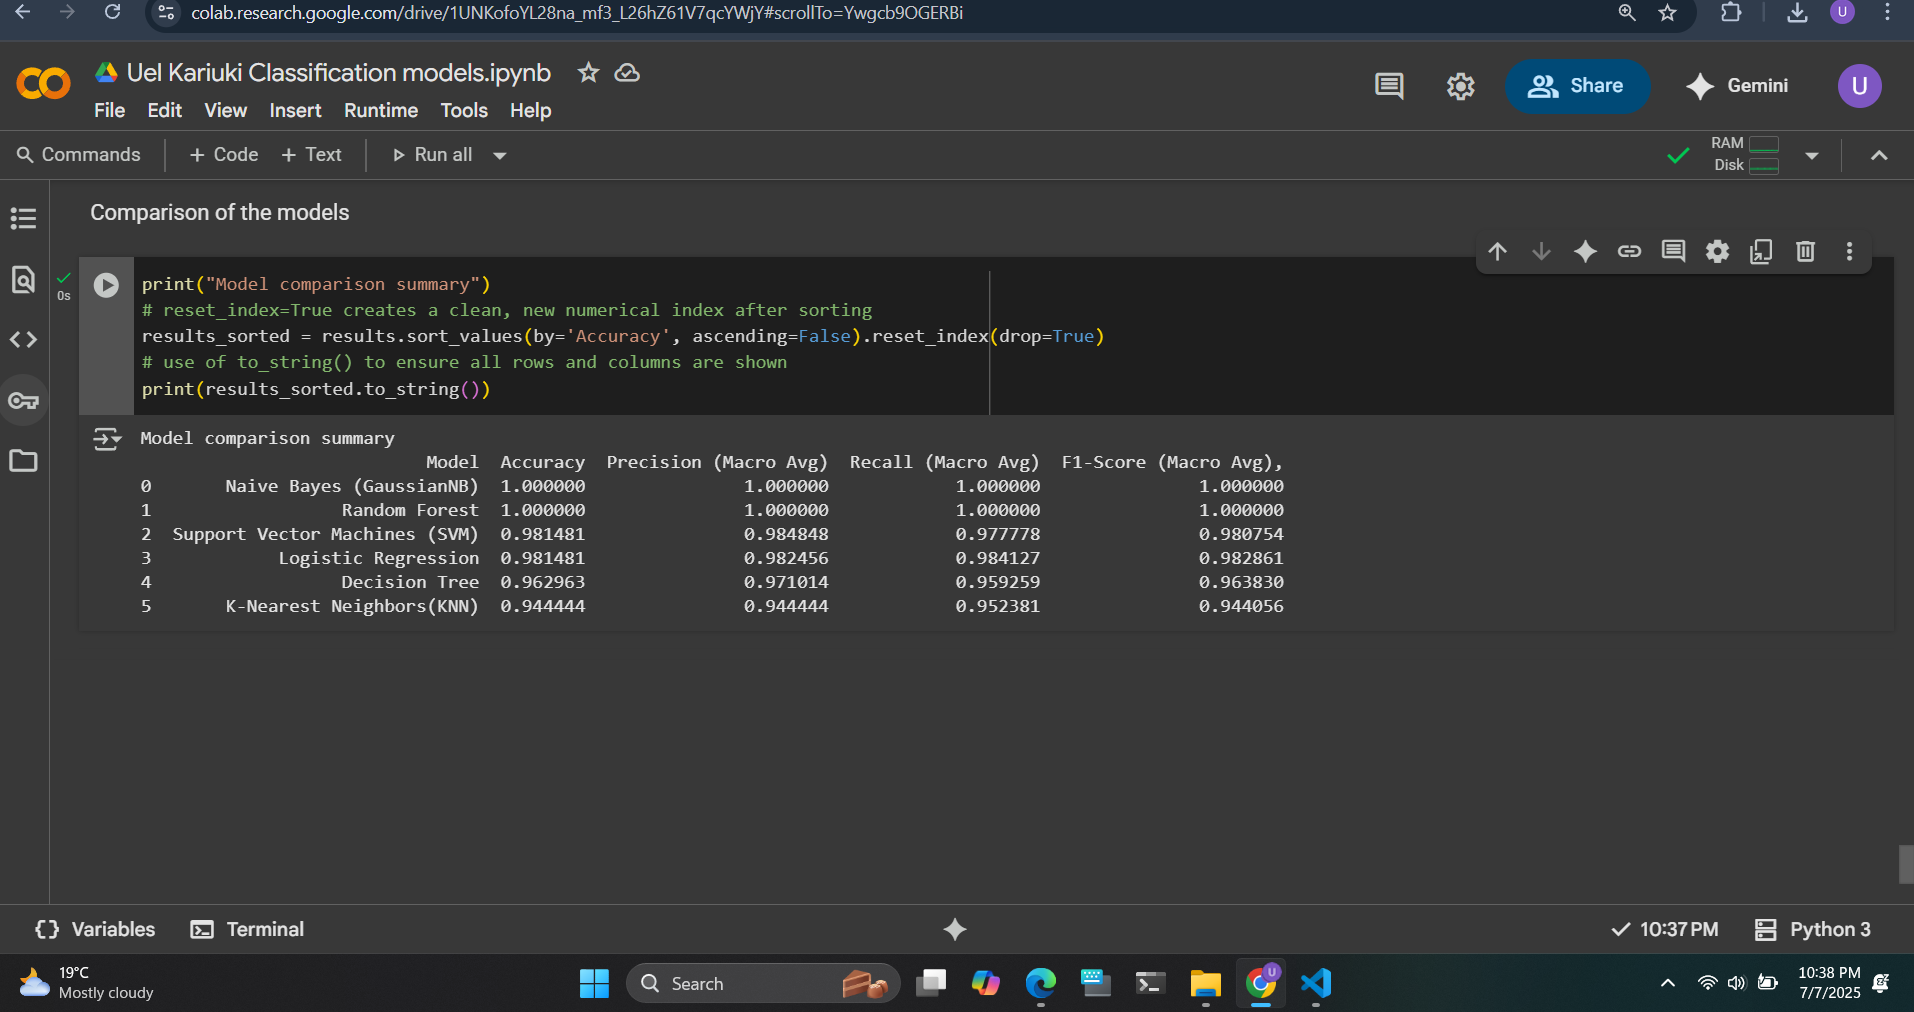 colab.research.google.com/drive/1UNKofoYL28na_mf3_L26hZ61V7qcYWjY#scrollTo=Ywgcb9OGERBi
U
CO
Uel Kariuki Classification models.ipynb
File Edit View Insert Runtime Tools Help
Share
Gemini
U
Commands + Code + Text Run all
RAM
Disk
Comparison of the models
0s
print("Model comparison summary")
# reset_index=True creates a clean, new numerical index after sorting
results_sorted = results.sort_values(by='Accuracy', ascending=False).reset_index(drop=True)
# use of to_string() to ensure all rows and columns are shown
print(results_sorted.to_string())
Model comparison summary
Model Accuracy Precision (Macro Avg) Recall (Macro Avg) F1-Score (Macro Avg),
0 Naive Bayes (GaussianNB) 1.000000 1.000000 1.000000 1.000000
1 Random Forest 1.000000 1.000000 1.000000 1.000000
2 Support Vector Machines (SVM) 0.981481 0.984848 0.977778 0.980754
3 Logistic Regression 0.981481 0.982456 0.984127 0.982861
4 Decision Tree 0.962963 0.971014 0.959259 0.963830
5 K-Nearest Neighbors(KNN) 0.944444 0.944444 0.952381 0.944056
{} Variables Terminal
10:37 PM Python 3
19°C
Mostly cloudy
Search
U
10:38 PM
7/7/2025